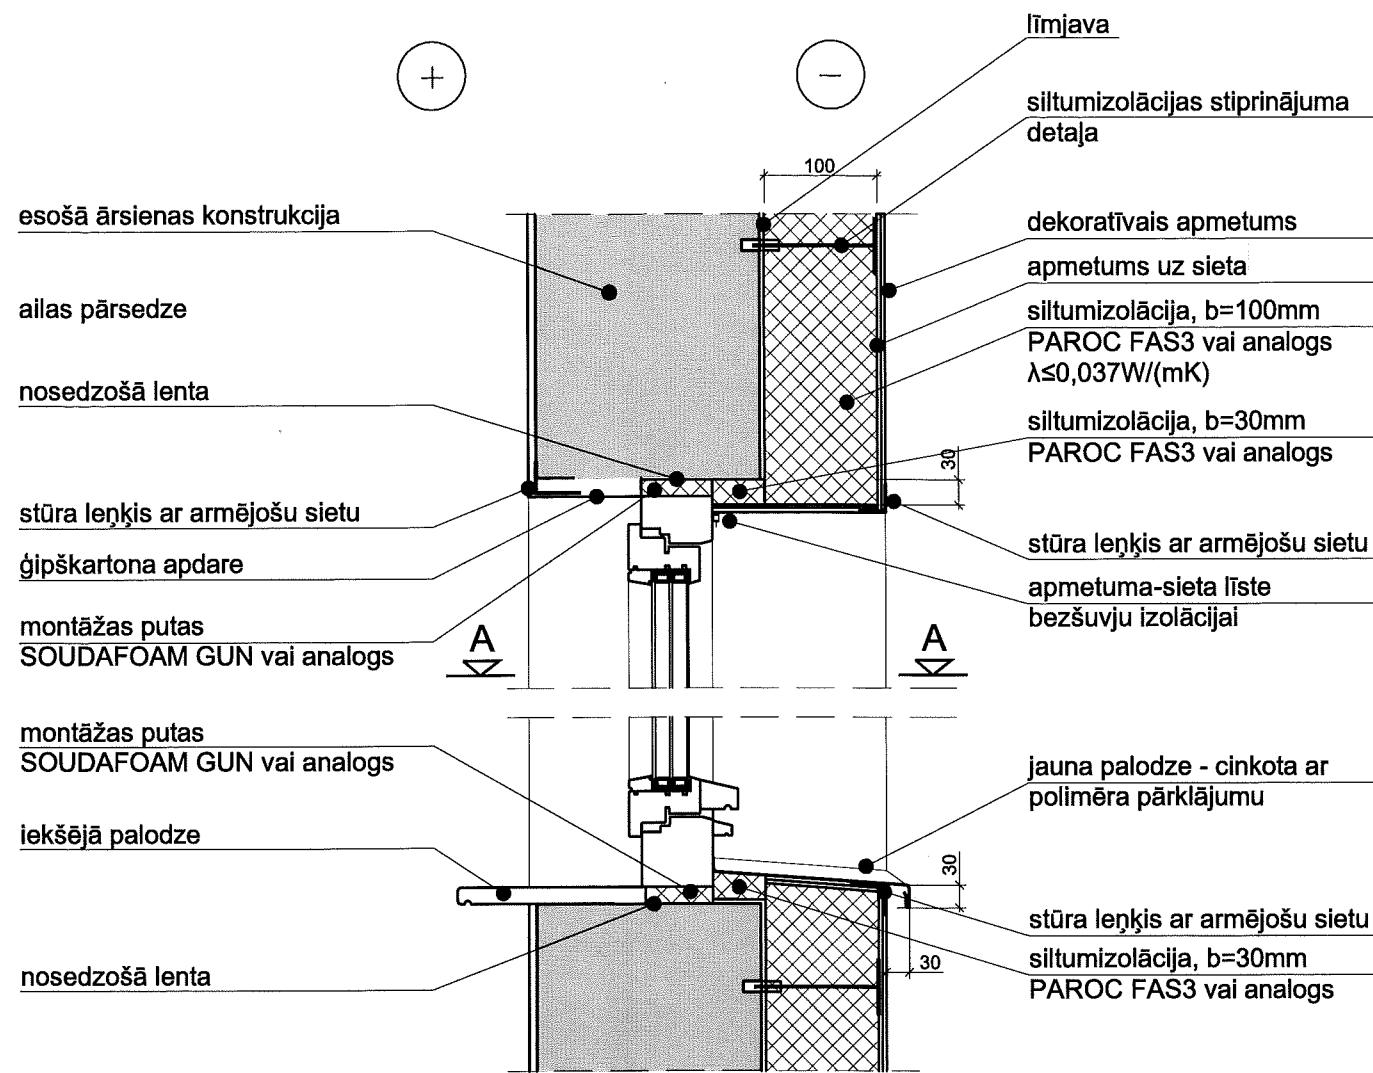 +
−
līmjava
siltumizolācijas stiprinājuma
detaļa
100
esošā ārsienas konstrukcija
ailas pārsedze
nosedzošā lenta
stūra leņķis ar armējošu sietu
ģipškartona apdare
montāžas putas
SOUDAFOAM GUN vai analogs
dekoratīvais apmetums
apmetums uz sieta
siltumizolācija, b=100mm
PAROC FAS3 vai analogs
λ≤0,037W/(mK)
siltumizolācija, b=30mm
PAROC FAS3 vai analogs
30
stūra leņķis ar armējošu sietu
apmetuma-sieta līste
bezšuvju izolācijai
A
A
montāžas putas
SOUDAFOAM GUN vai analogs
iekšējā palodze
nosedzošā lenta
jauna palodze - cinkota ar
polimēra pārklājumu
30
stūra leņķis ar armējošu sietu
siltumizolācija, b=30mm
PAROC FAS3 vai analogs
30